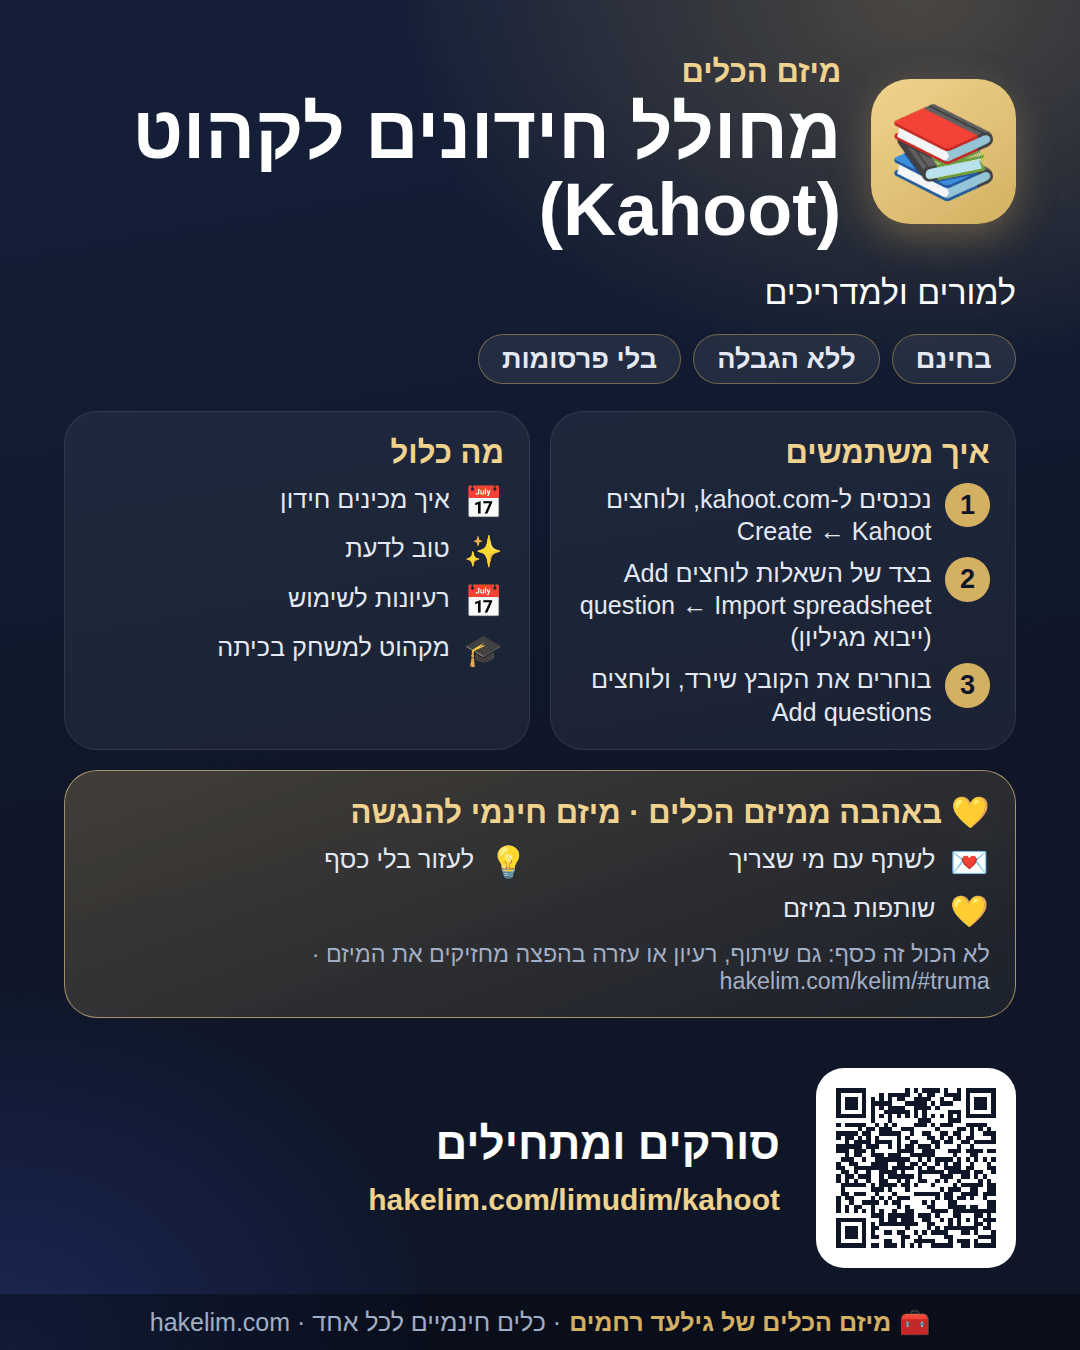 מיזם הכלים
מחולל חידונים לקהוט
(Kahoot)
למורים ולמדריכים
בחינם
ללא הגבלה
בלי פרסומות
איך משתמשים
1
נכנסים ל-kahoot.com, ולוחצים
Create ← Kahoot
2
בצד של השאלות לוחצים Add
question ← Import spreadsheet
(ייבוא מגיליון)
3
בוחרים את הקובץ שירד, ולוחצים
Add questions
מה כלול
איך מכינים חידון
טוב לדעת
רעיונות לשימוש
מקהוט למשחק בכיתה
באהבה ממיזם הכלים · מיזם חינמי להנגשה
לשתף עם מי שצריך
לעזור בלי כסף
שותפות במיזם
לא הכול זה כסף: גם שיתוף, רעיון או עזרה בהפצה מחזיקים את המיזם ·
hakelim.com/kelim/#truma
סורקים ומתחילים
hakelim.com/limudim/kahoot
מיזם הכלים של גילעד רחמים · כלים חינמיים לכל אחד · hakelim.com